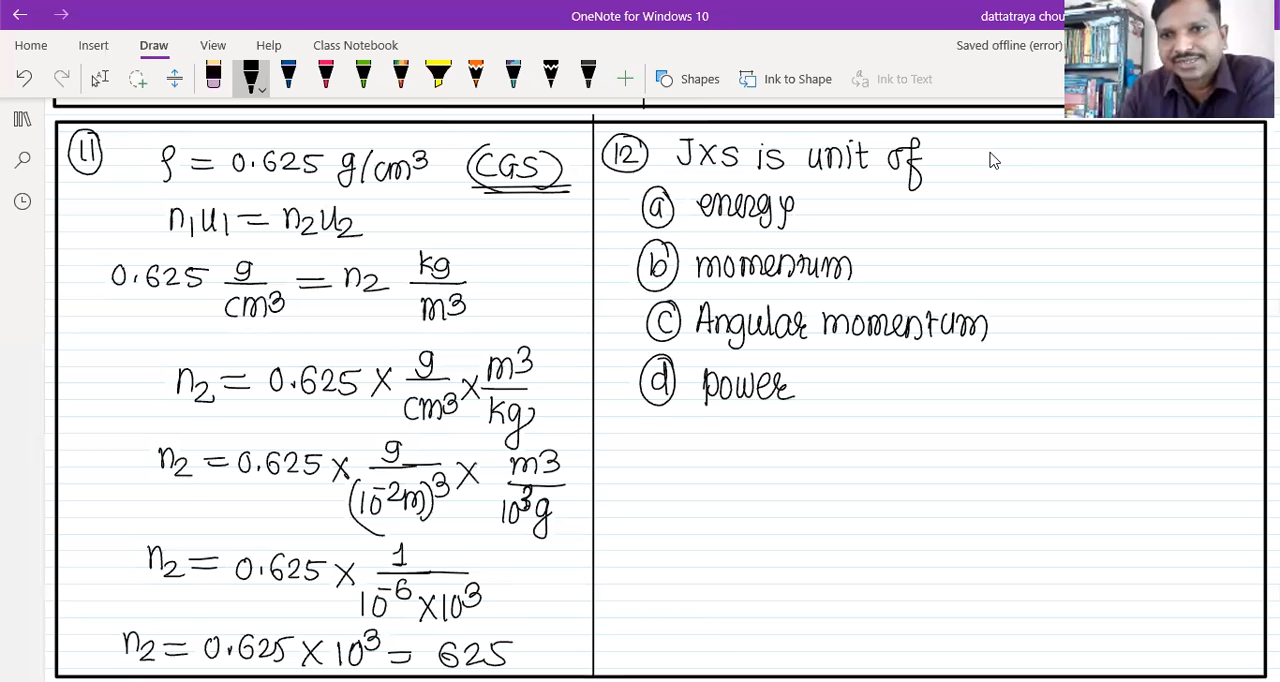 OneNote for Windows 10
dattatraya chou
Home Insert Draw View Help Class Notebook
Saved offline (error)
Shapes Ink to Shape Ink to Text
11
ρ = 0.625 g/cm3 (CGS)
n1u1 = n2u2
0.625 g/cm3 = n2 kg/m3
n2 = 0.625 × g/cm3 × m3/kg
n2 = 0.625 × g/(10-2m)3 × m3/103g
n2 = 0.625 × 1/10-6 ×103
n2 = 0.625 × 103 = 625
12 J×S is unit of
a energy
b momentum
c Angular momentum
d power